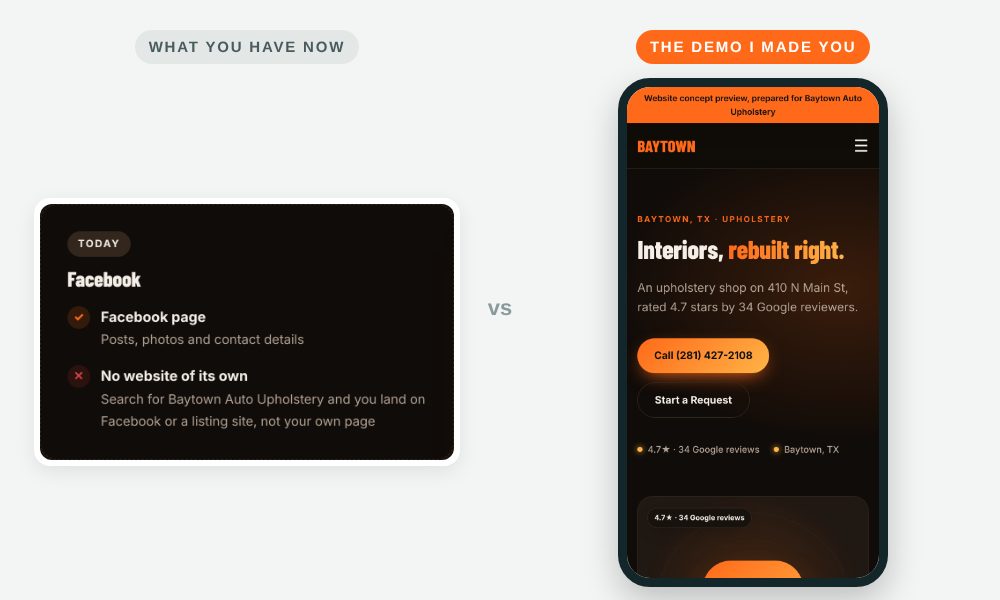 WHAT YOU HAVE NOW
TODAY
Facebook
Facebook page
Posts, photos and contact details
No website of its own
Search for Baytown Auto Upholstery and you land on
Facebook or a listing site, not your own page
vs
THE DEMO I MADE YOU
Website concept preview, prepared for Baytown Auto
Upholstery
BAYTOWN
BAYTOWN, TX · UPHOLSTERY
Interiors, rebuilt right.
An upholstery shop on 410 N Main St,
rated 4.7 stars by 34 Google reviewers.
Call (281) 427-2108
Start a Request
4.7★ · 34 Google reviews Baytown, TX
4.7★ · 34 Google reviews